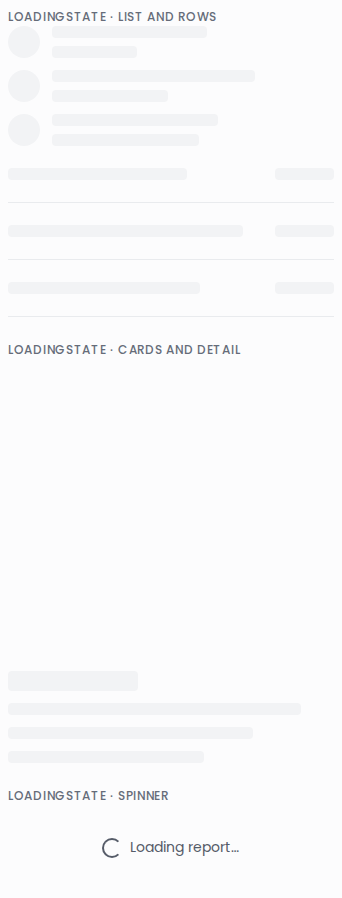 LOADINGSTATE · LIST AND ROWS
LOADINGSTATE · CARDS AND DETAIL
LOADINGSTATE · SPINNER
Loading report…